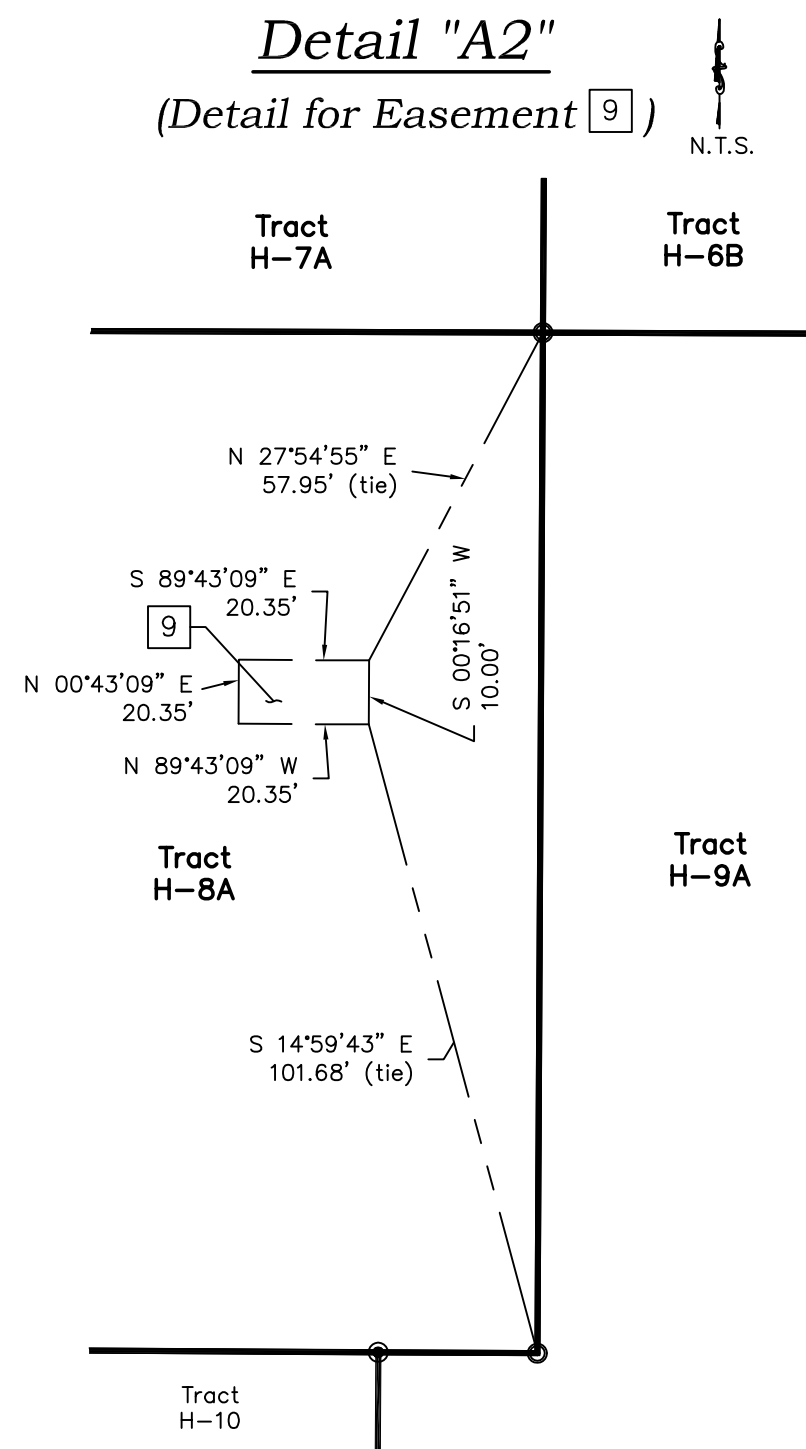 Detail "A2"
(Detail for Easement 9 )
N.T.S.
Tract
H-7A
Tract
H-6B
N 27°54'55" E
57.95' (tie)
S 89°43'09" E
20.35'
9
S 00°16'51" W
10.00'
N 00°43'09" E
20.35'
N 89°43'09" W
20.35'
Tract
H-8A
Tract
H-9A
S 14°59'43" E
101.68' (tie)
Tract
H-10